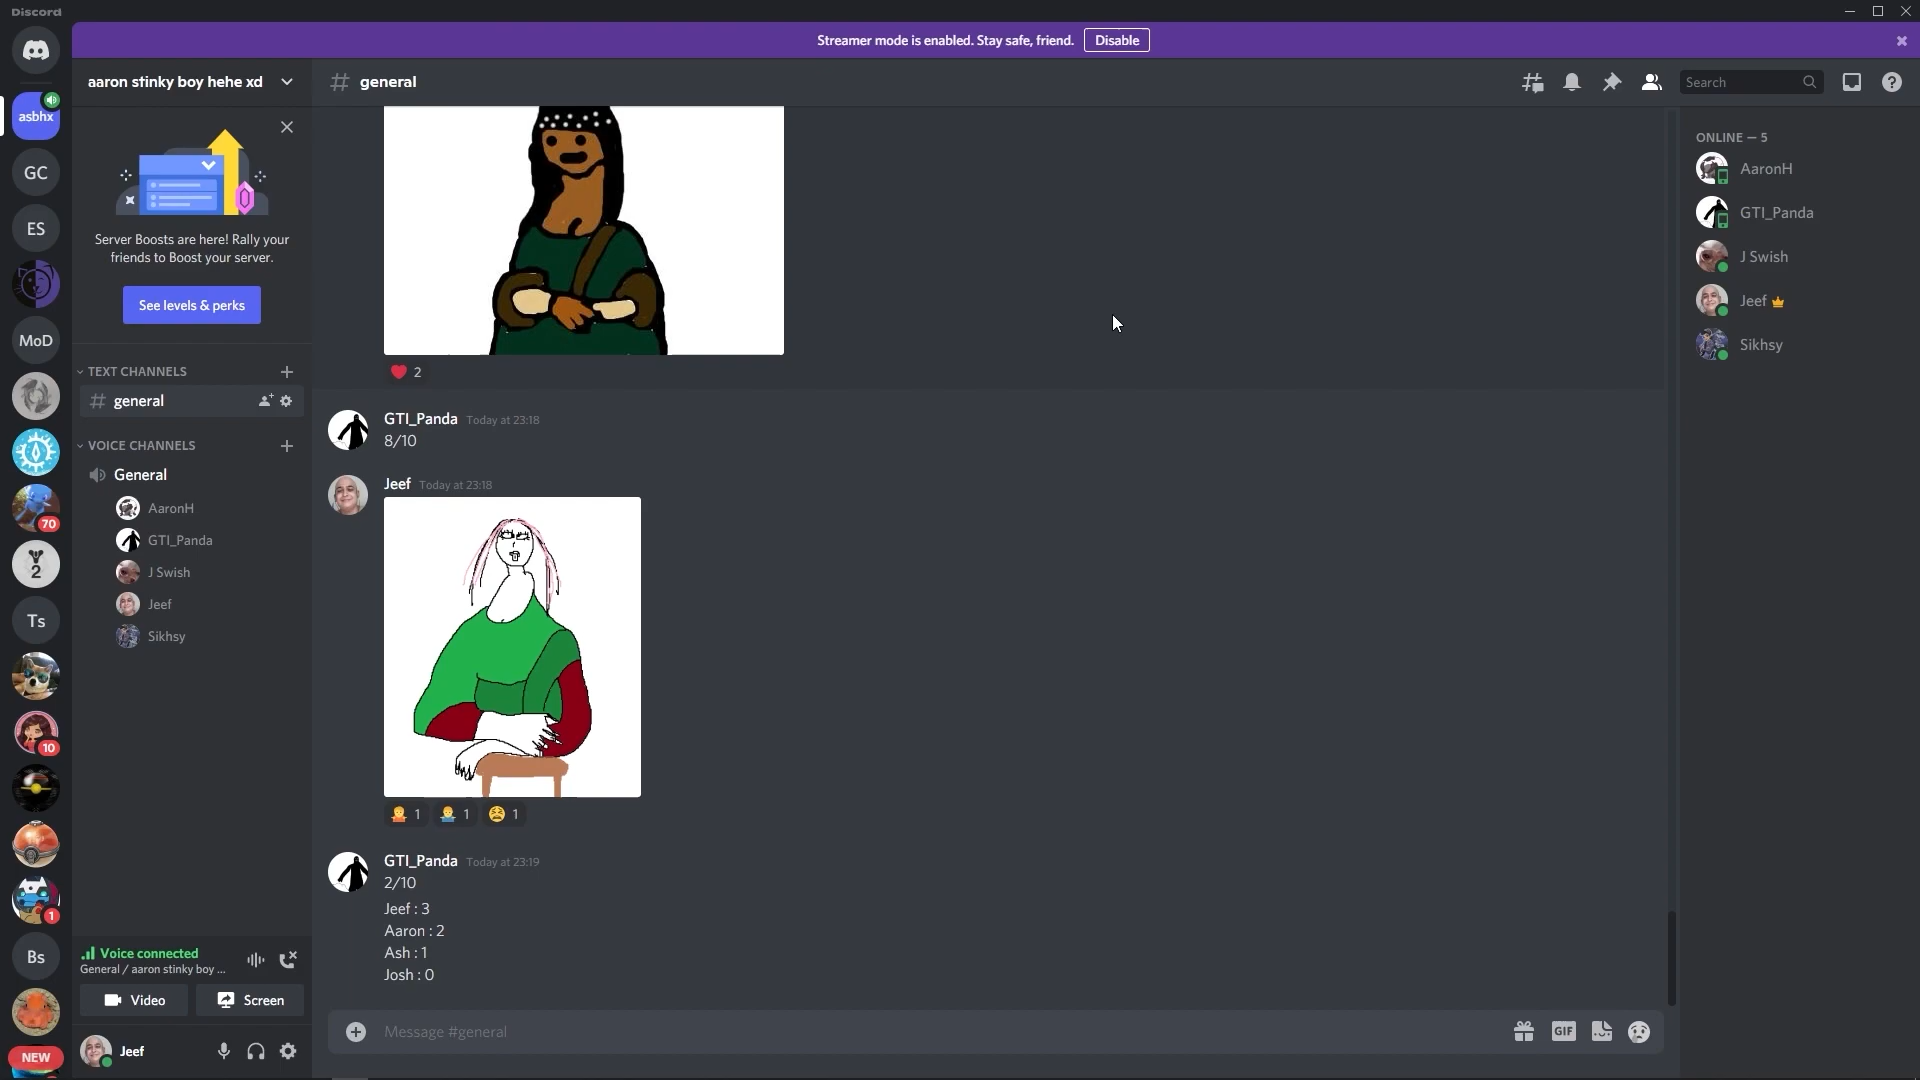 Discord
Streamer mode is enabled. Stay safe, friend.
Disable
aaron stinky boy hehe xd
general
Search
asbhx
GC
ES
MoD
70
2
Ts
10
1
Bs
NEW
Server Boosts are here! Rally your
friends to Boost your server.
See levels & perks
TEXT CHANNELS
general
VOICE CHANNELS
General
AaronH
GTI_Panda
J Swish
Jeef
Sikhsy
Voice connected
General / aaron stinky boy ...
Video
Screen
Jeef
2
GTI_Panda Today at 23:18
8/10
Jeef Today at 23:18
1 1 1
GTI_Panda Today at 23:19
2/10
Jeef : 3
Aaron : 2
Ash : 1
Josh : 0
Message #general
GIF
ONLINE — 5
AaronH
GTI_Panda
J Swish
Jeef
Sikhsy